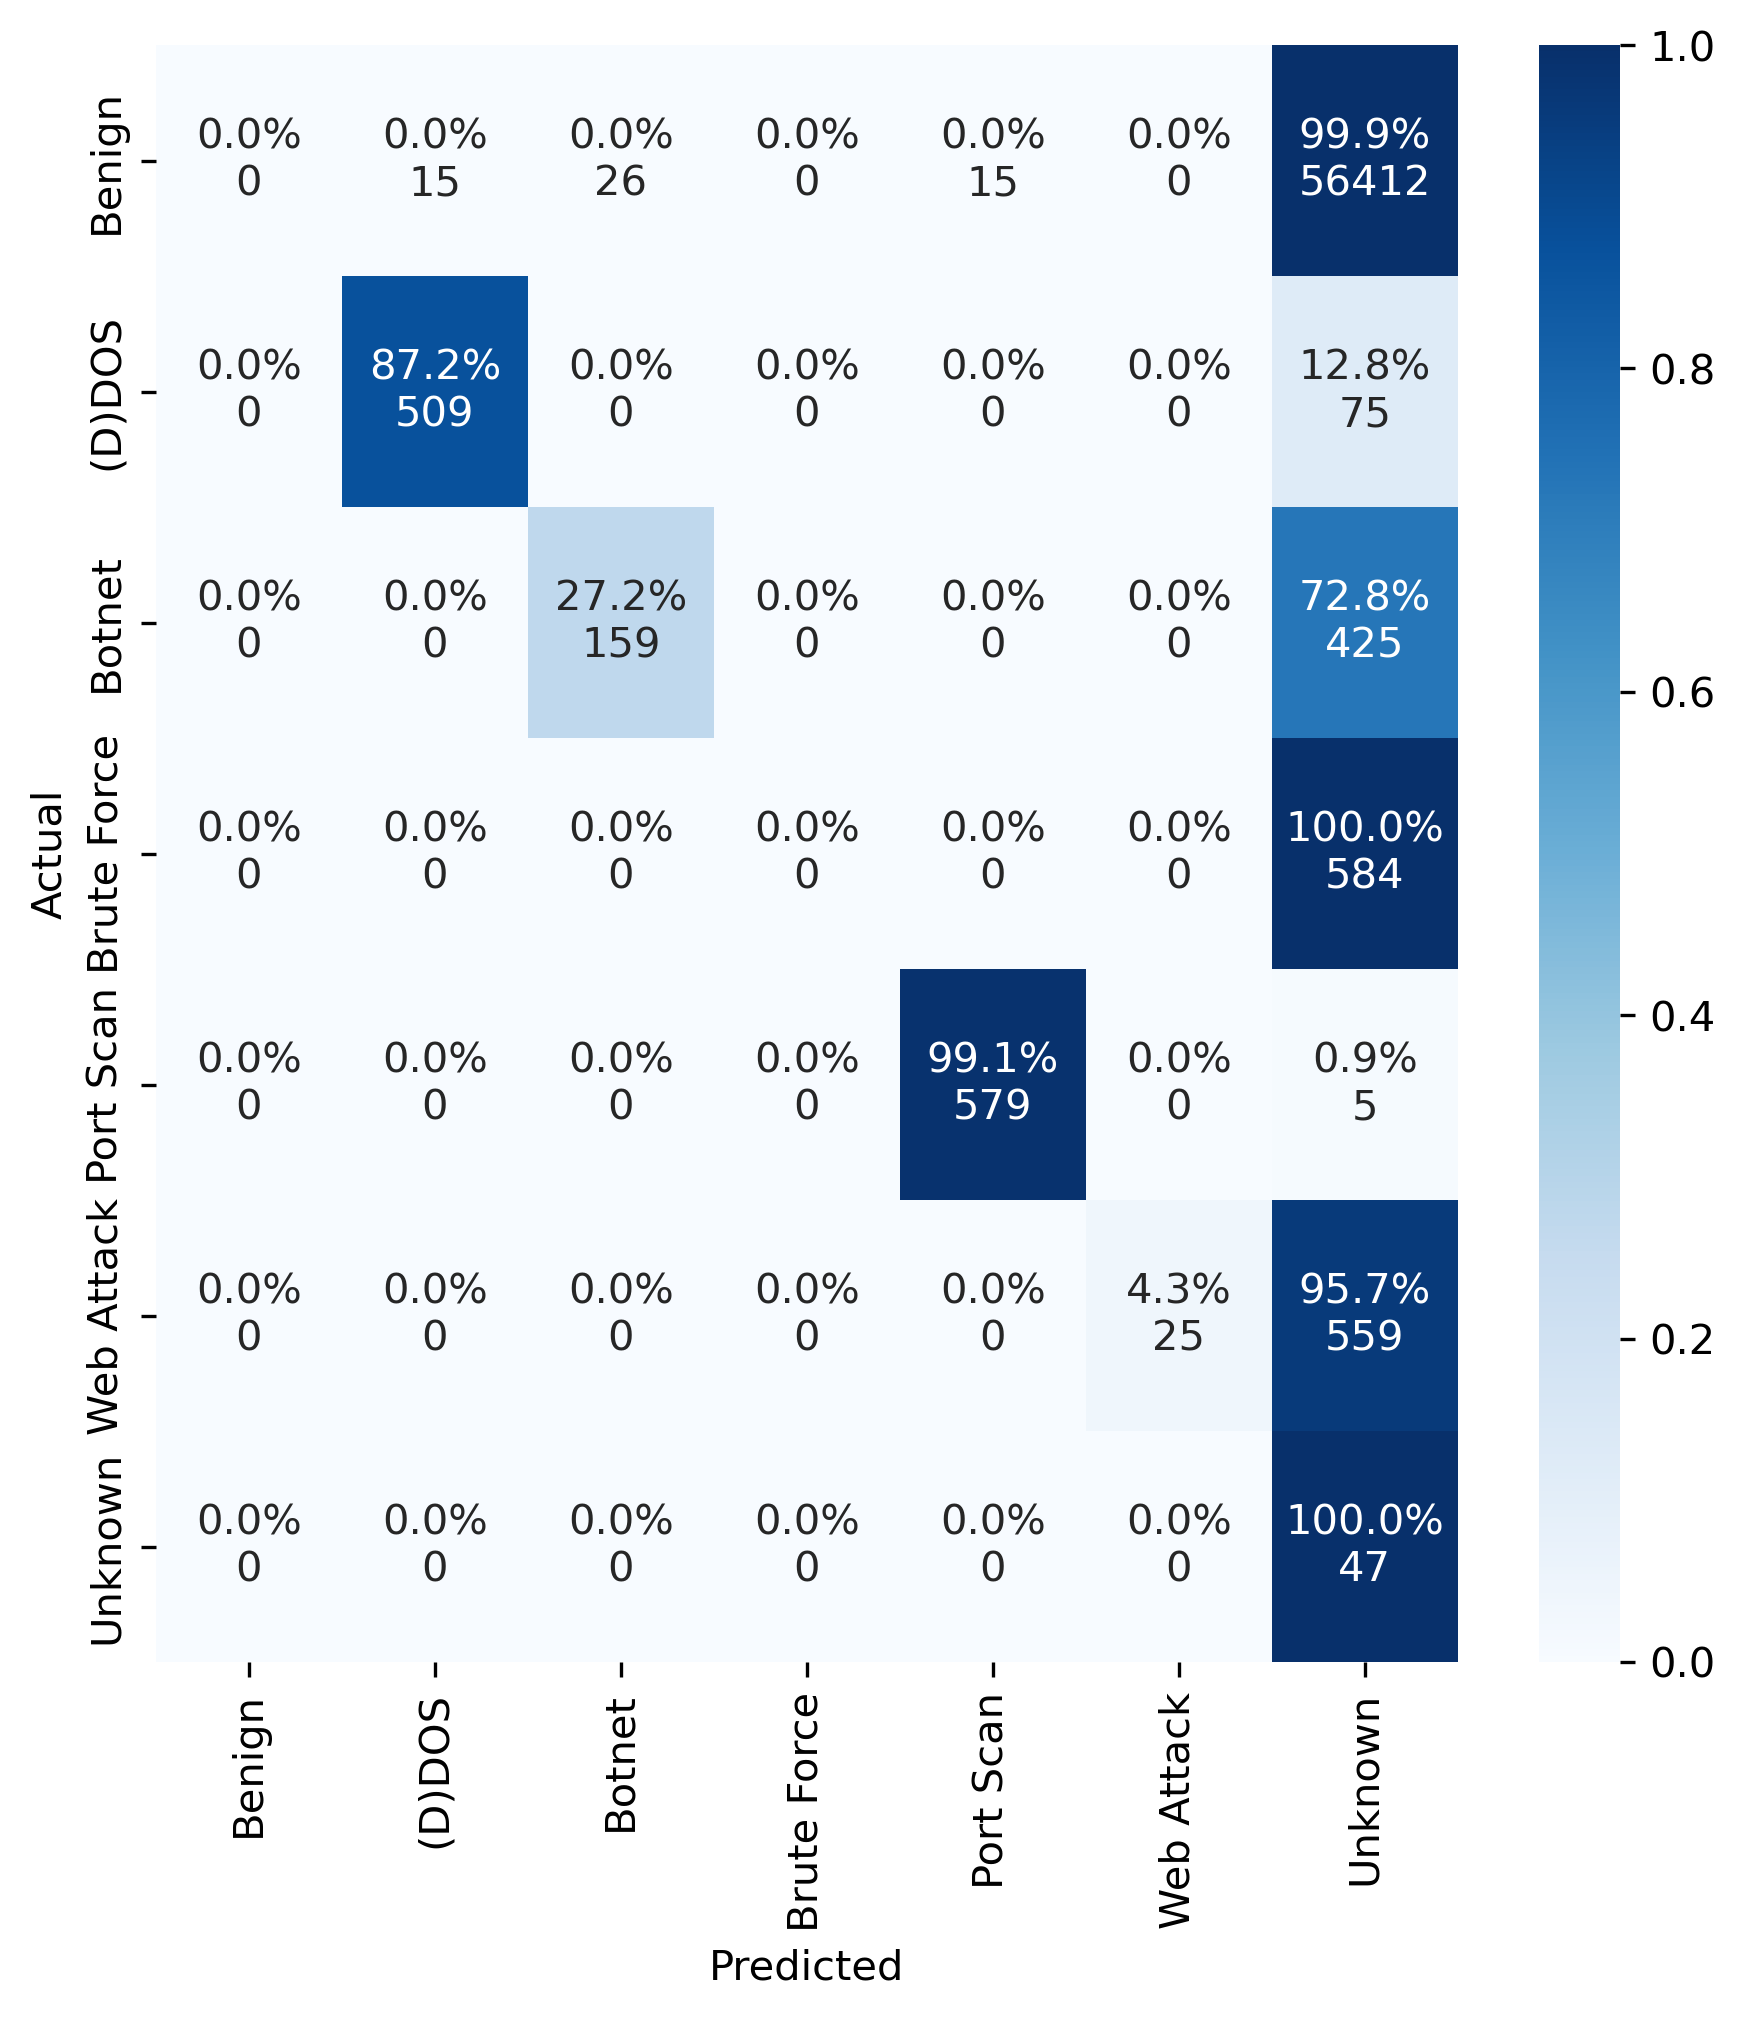 Actual
Benign
0.0% 0.0% 0.0% 0.0% 0.0% 0.0% 99.9%
0 15 26 0 15 0 56412
(D)DOS
0.0% 87.2% 0.0% 0.0% 0.0% 0.0% 12.8%
0 509 0 0 0 0 75
Botnet
0.0% 0.0% 27.2% 0.0% 0.0% 0.0% 72.8%
0 0 159 0 0 0 425
Brute Force
0.0% 0.0% 0.0% 0.0% 0.0% 0.0% 100.0%
0 0 0 0 0 0 584
Port Scan
0.0% 0.0% 0.0% 0.0% 99.1% 0.0% 0.9%
0 0 0 0 579 0 5
Web Attack
0.0% 0.0% 0.0% 0.0% 0.0% 4.3% 95.7%
0 0 0 0 0 25 559
Unknown
0.0% 0.0% 0.0% 0.0% 0.0% 0.0% 100.0%
0 0 0 0 0 0 47
Benign
(D)DOS
Botnet
Brute Force
Port Scan
Web Attack
Unknown
Predicted
1.0
0.8
0.6
0.4
0.2
0.0